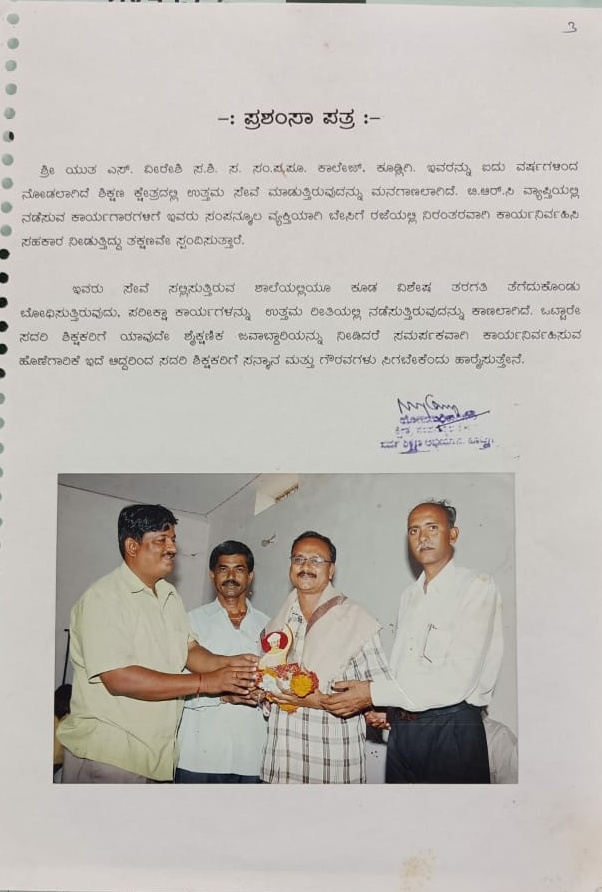 3
-: ಪ್ರಶಂಸಾ ಪತ್ರ :-
ಶ್ರೀ ಯುತ ಎಸ್. ವೀರೇಶಿ ಸ.ಶಿ. ಸ. ಸಂ.ಪ.ಪೂ. ಕಾಲೇಜ್, ಕೂಡ್ಲಿಗಿ. ಇವರನ್ನು ಐದು ವರ್ಷಗಳಿಂದ
ನೋಡಲಾಗಿದೆ ಶಿಕ್ಷಣ ಕ್ಷೇತ್ರದಲ್ಲಿ ಉತ್ತಮ ಸೇವೆ ಮಾಡುತ್ತಿರುವುದನ್ನು ಮನಗಾಣಲಾಗಿದೆ. ಬಿ.ಆರ್.ಸಿ ವ್ಯಾಪ್ತಿಯಲ್ಲಿ
ನಡೆಸುವ ಕಾರ್ಯಗಾರಗಳಿಗೆ ಇವರು ಸಂಪನ್ಮೂಲ ವ್ಯಕ್ತಿಯಾಗಿ ಬೇಸಿಗೆ ರಜೆಯಲ್ಲಿ ನಿರಂತರವಾಗಿ ಕಾರ್ಯನಿರ್ವಹಿಸಿ
ಸಹಕಾರ ನೀಡುತ್ತಿದ್ದು ತಕ್ಷಣವೇ ಸ್ಪಂದಿಸುತ್ತಾರೆ.
ಇವರು ಸೇವೆ ಸಲ್ಲಿಸುತ್ತಿರುವ ಶಾಲೆಯಲ್ಲಿಯೂ ಕೂಡ ವಿಶೇಷ ತರಗತಿ ತೆಗೆದುಕೊಂಡು
ಬೋಧಿಸುತ್ತಿರುವುದು, ಪರೀಕ್ಷಾ ಕಾರ್ಯಗಳನ್ನು ಉತ್ತಮ ರೀತಿಯಲ್ಲಿ ನಡೆಸುತ್ತಿರುವುದನ್ನು ಕಾಣಲಾಗಿದೆ. ಒಟ್ಟಾರೇ
ಸದರಿ ಶಿಕ್ಷಕರಿಗೆ ಯಾವುದೇ ಶೈಕ್ಷಣಿಕ ಜವಾಬ್ದಾರಿಯನ್ನು ನೀಡಿದರೆ ಸಮರ್ಪಕವಾಗಿ ಕಾರ್ಯನಿರ್ವಹಿಸುವ
ಹೊಣೆಗಾರಿಕೆ ಇದೆ ಆದ್ದರಿಂದ ಸದರಿ ಶಿಕ್ಷಕರಿಗೆ ಸನ್ಮಾನ ಮತ್ತು ಗೌರವಗಳು ಸಿಗಬೇಕೆಂದು ಹಾರೈಸುತ್ತೇನೆ.
ಸರ್ವ ಶಿಕ್ಷಣ ಅಭಿಯಾನ